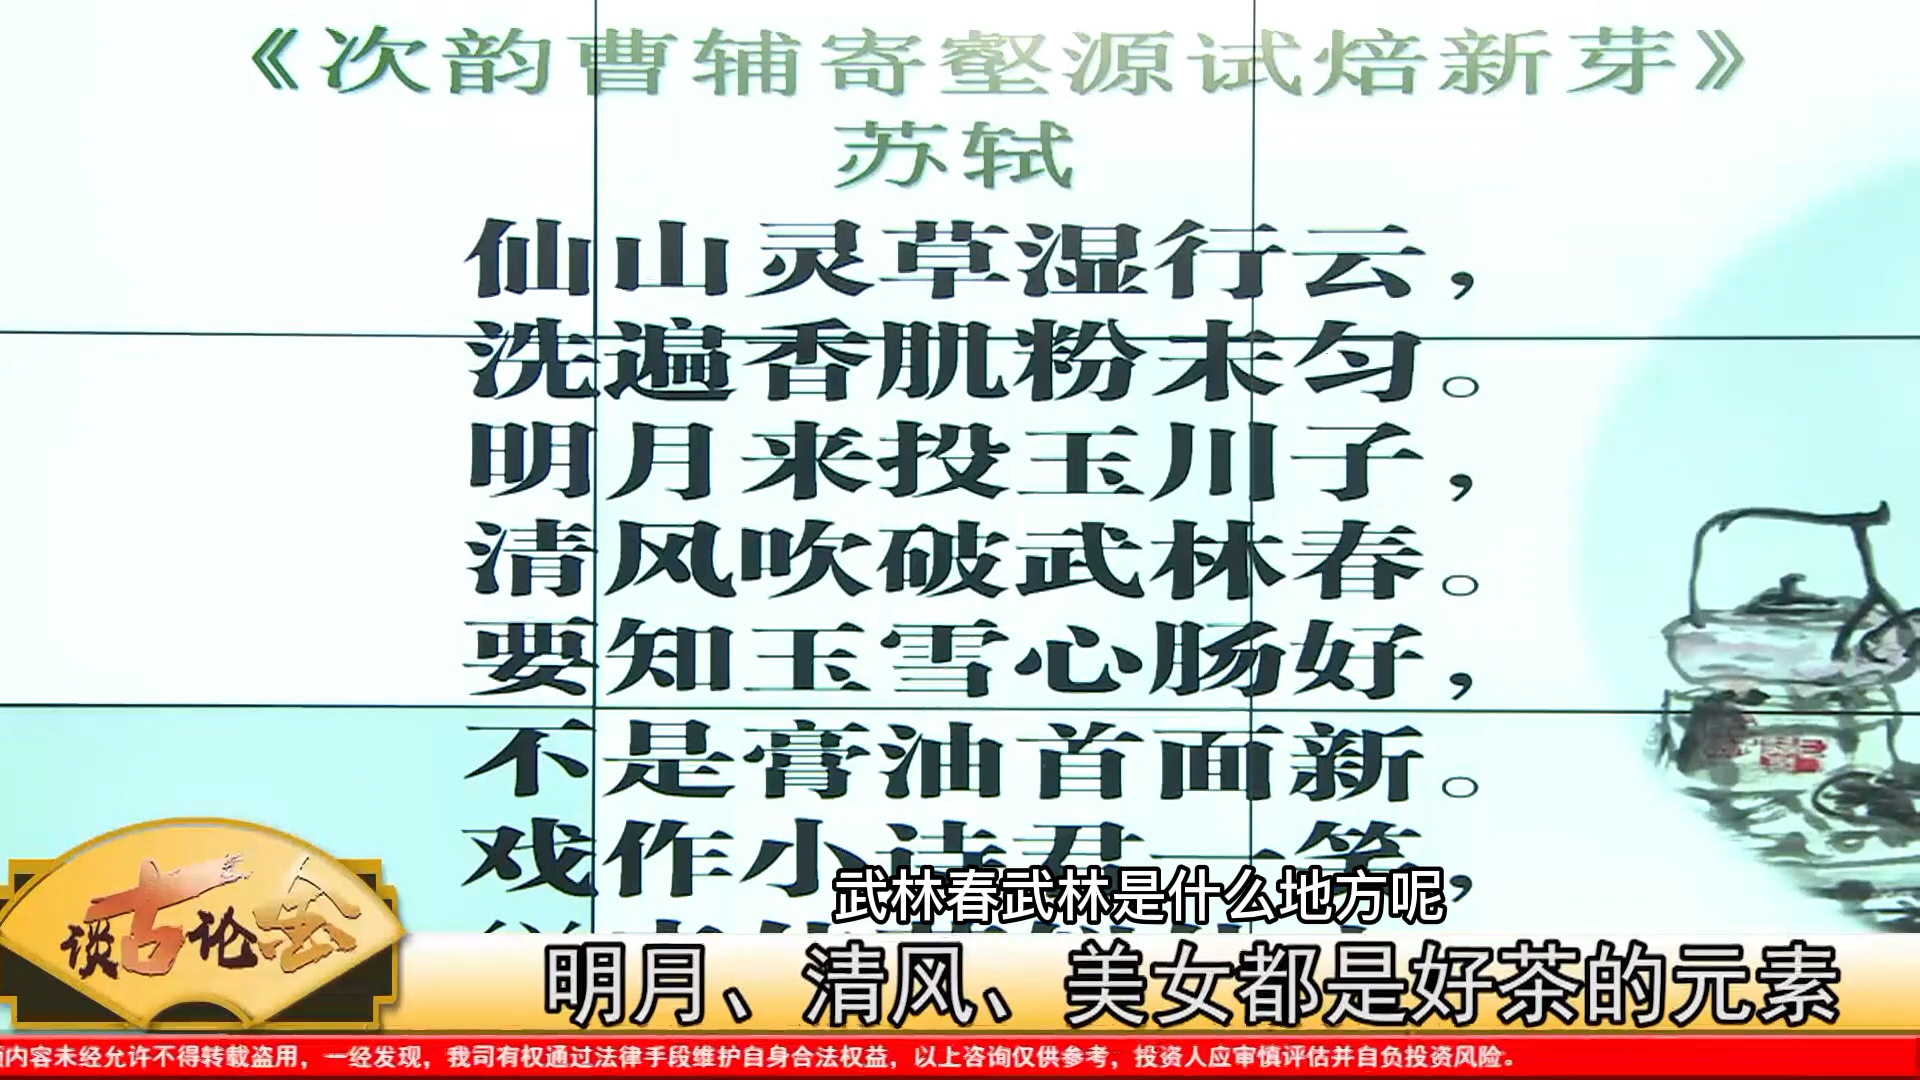 《次韵曹辅寄壑源试焙新芽》
苏轼
仙山灵草湿行云，
洗遍香肌粉末匀。
明月来投玉川子，
清风吹破武林春。
要知玉雪心肠好，
不是膏油首面新。
戏作小诗君一笑，
武林春武林是什么地方呢
谈古论金
明月、清风、美女都是好茶的元素
内容未经允许不得转载盗用，一经发现，我司有权通过法律手段维护自身合法权益，以上咨询仅供参考，投资人应审慎评估并自负投资风险。